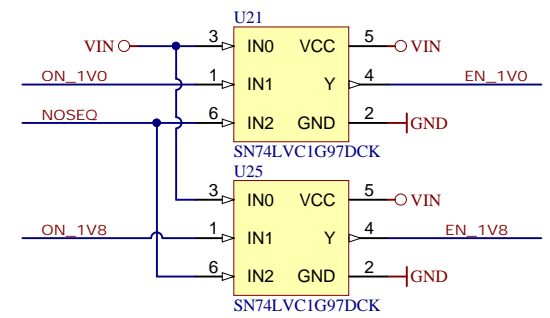 U21
VIN 3 IN0 VCC 5 VIN
ON_1V0 1 IN1 Y 4 EN_1V0
NOSEQ 6 IN2 GND 2 GND
SN74LVC1G97DCK
U25
3 IN0 VCC 5 VIN
ON_1V8 1 IN1 Y 4 EN_1V8
6 IN2 GND 2 GND
SN74LVC1G97DCK